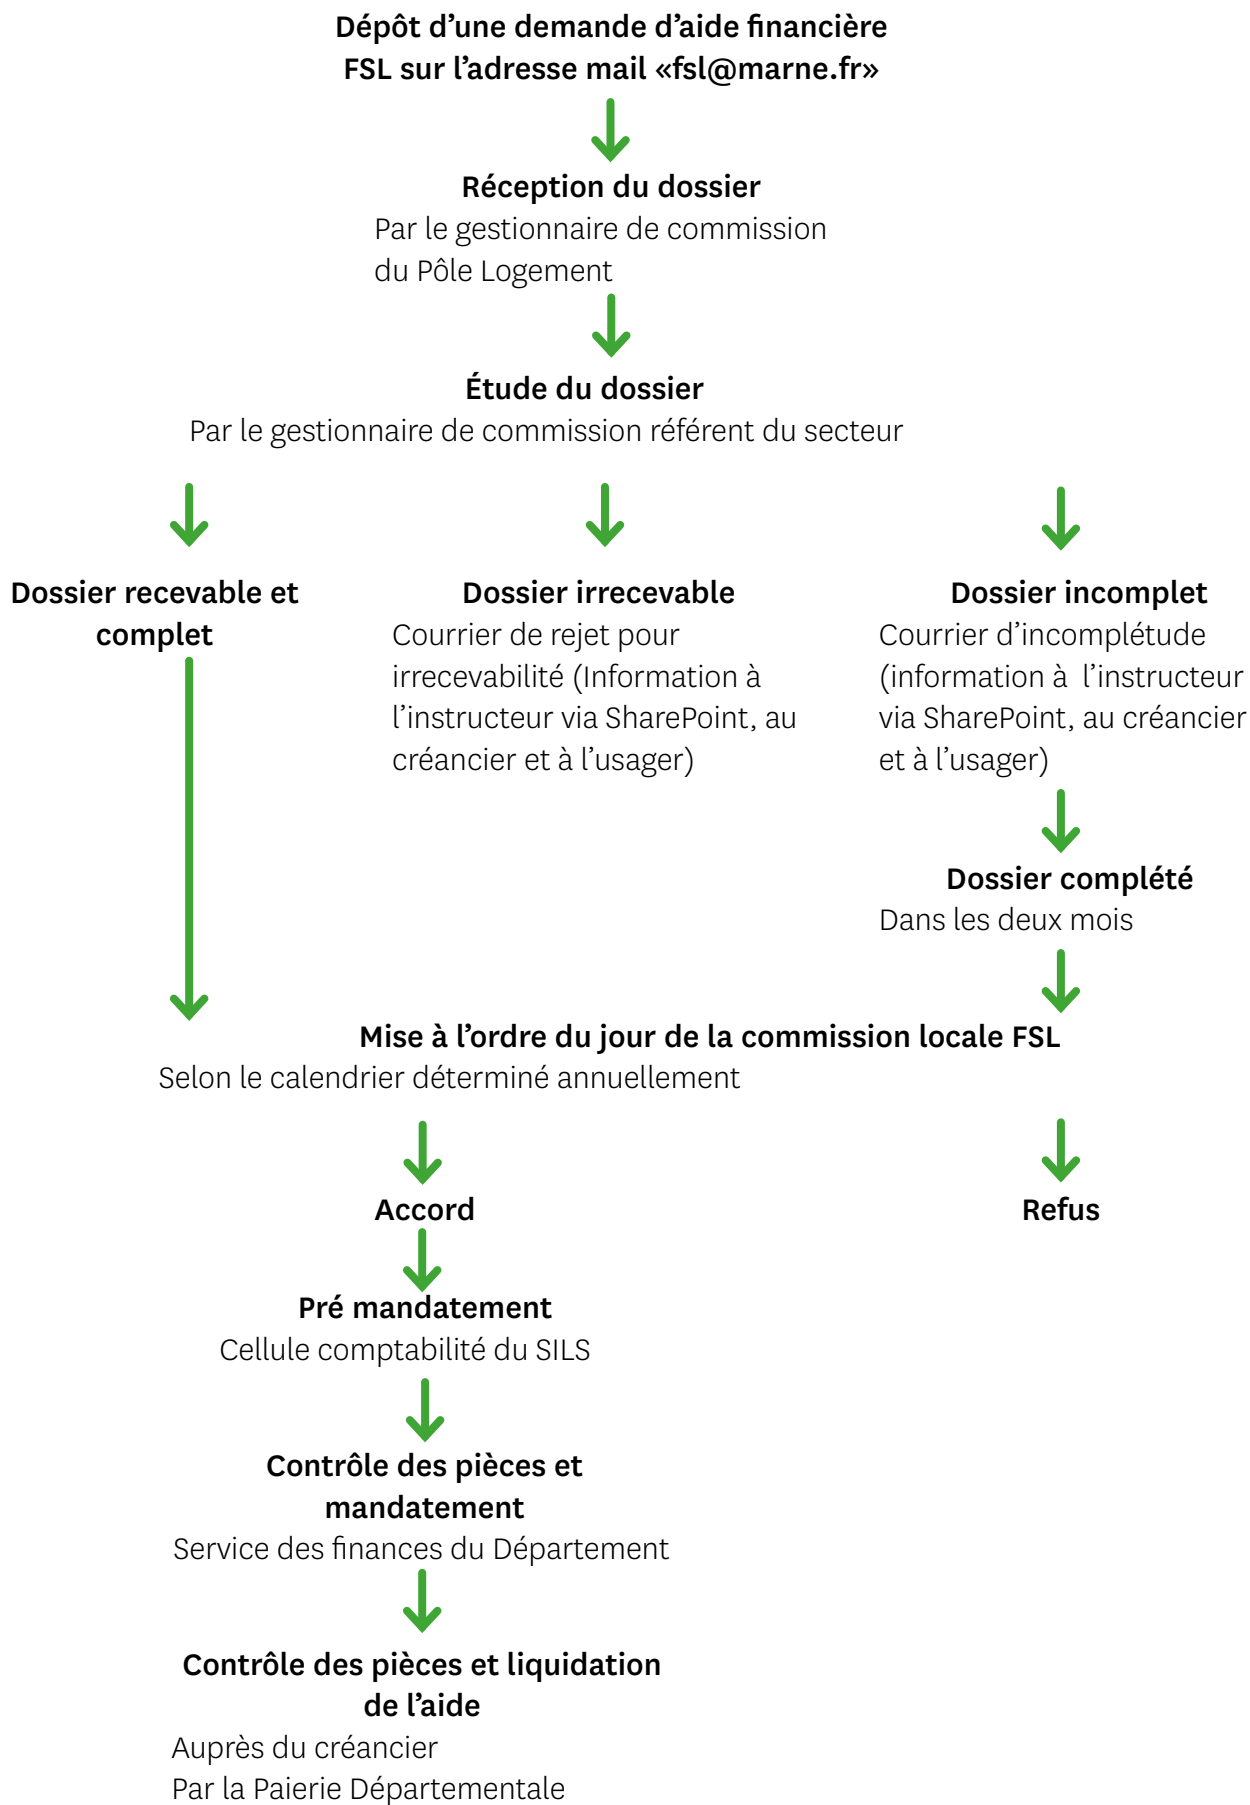 Dépôt d’une demande d’aide financière
FSL sur l’adresse mail «fsl@marne.fr»
Réception du dossier
Par le gestionnaire de commission
du Pôle Logement
Étude du dossier
Par le gestionnaire de commission référent du secteur
Dossier recevable et
complet
Dossier irrecevable
Courrier de rejet pour
irrecevabilité (Information à
l’instructeur via SharePoint, au
créancier et à l’usager)
Dossier incomplet
Courrier d’incomplétude
(information à l’instructeur
via SharePoint, au créancier
et à l’usager)
Dossier complété
Dans les deux mois
Mise à l’ordre du jour de la commission locale FSL
Selon le calendrier déterminé annuellement
Accord
Refus
Pré mandatement
Cellule comptabilité du SILS
Contrôle des pièces et
mandatement
Service des finances du Département
Contrôle des pièces et liquidation
de l’aide
Auprès du créancier
Par la Paierie Départementale